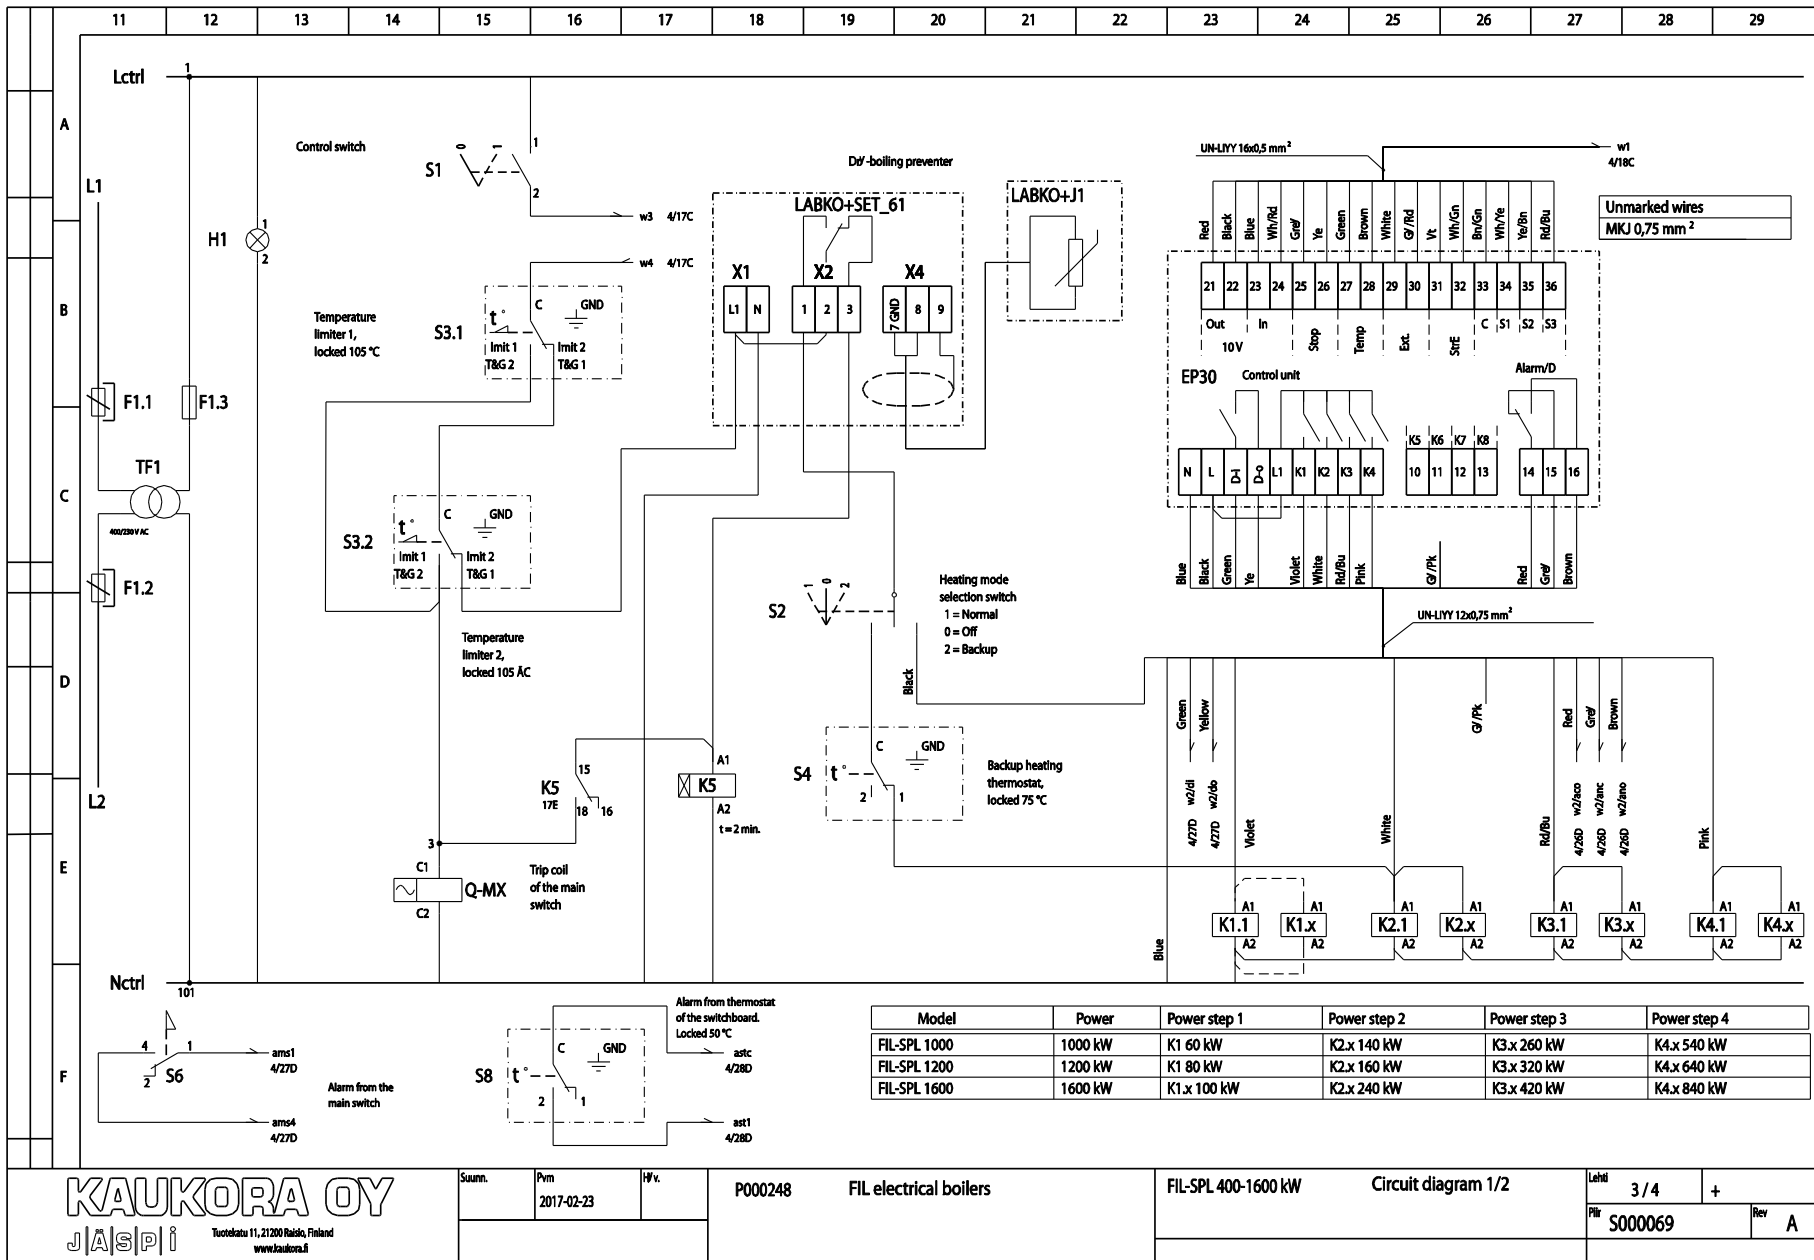 11 12 13 14 15 16 17 18 19 20 21 22 23 24 25 26 27 28 29
A
B
C
D
E
F
Lctrl
1
L1
F1.1
F1.3
TF1
400/230 V AC
F1.2
L2
H1
1
2
Control switch
S1
0 1
1
2
w3 4/17C
w4 4/17C
Temperature
limiter 1,
locked 105 °C
S3.1
C
GND
t°
lmit 1
lmit 2
T&G 2
T&G 1
S3.2
C
GND
t°
lmit 1
lmit 2
T&G 2
T&G 1
Temperature
limiter 2,
locked 105 ÅC
K5
17E
15
18 16
3
C1
C2
Q-MX
Trip coil
of the main
switch
A1
K5
A2
t = 2 min.
LABKO+SET_61
X1
X2
X4
L1 N
1 2 3
7 GND 8 9
LABKO+J1
S2
1 0 2
Heating mode
selection switch
1 = Normal
0 = Off
2 = Backup
Black
S4
t°
C
GND
2
1
Backup heating
thermostat,
locked 75 °C
UN-LIYY 16x0,5 mm²
w1
4/18C
Unmarked wires
MKJ 0,75 mm²
Red Black Blue Wh/Rd Ye Green Brown White Vt Wh/Gn Bn/Gn Wh/Ye Ye/Bn Rd/Bu
21 22 23 24 25 26 27 28 29 30 31 32 33 34 35 36
Out In Stop Temp Ext. StrE C S1 S2 S3
10 V
EP30
Control unit
Alarm/D
K5 K6 K7 K8
N L D-i D-o L1 K1 K2 K3 K4
10 11 12 13
14 15 16
Blue Black Green Ye Violet White Rd/Bu Pink
Red Brown
UN-LIYY 12x0,75 mm²
Green Yellow
4/27D w2/di
4/27D w2/do
Violet
White
Rd/Bu
Red Brown
4/26D w2/aco
4/26D w2/anc
4/26D w2/ano
Pink
Blue
A1 A1 A1 A1 A1 A1 A1 A1
K1.1 K1.x K2.1 K2.x K3.1 K3.x K4.1 K4.x
A2 A2 A2 A2 A2 A2 A2 A2
Nctrl
101
4 1
2
S6
ams1
4/27D
ams4
4/27D
Alarm from the
main switch
S8
t°
C
GND
2
1
Alarm from thermostat
of the switchboard.
Locked 50 °C
astc
4/28D
ast1
4/28D
Model Power Power step 1 Power step 2 Power step 3 Power step 4
FIL-SPL 1000 1000 kW K1 60 kW K2.x 140 kW K3.x 260 kW K4.x 540 kW
FIL-SPL 1200 1200 kW K1 80 kW K2.x 160 kW K3.x 320 kW K4.x 640 kW
FIL-SPL 1600 1600 kW K1.x 100 kW K2.x 240 kW K3.x 420 kW K4.x 840 kW
KAUKORA OY
JÄSPi
Tuotekatu 11, 21200 Raisio, Finland
www.kaukora.fi
Suunn.
Pvm
2017-02-23
P000248
FIL electrical boilers
FIL-SPL 400-1600 kW
Circuit diagram 1/2
Lehti
3 / 4
+
Piir
S000069
Rev
A